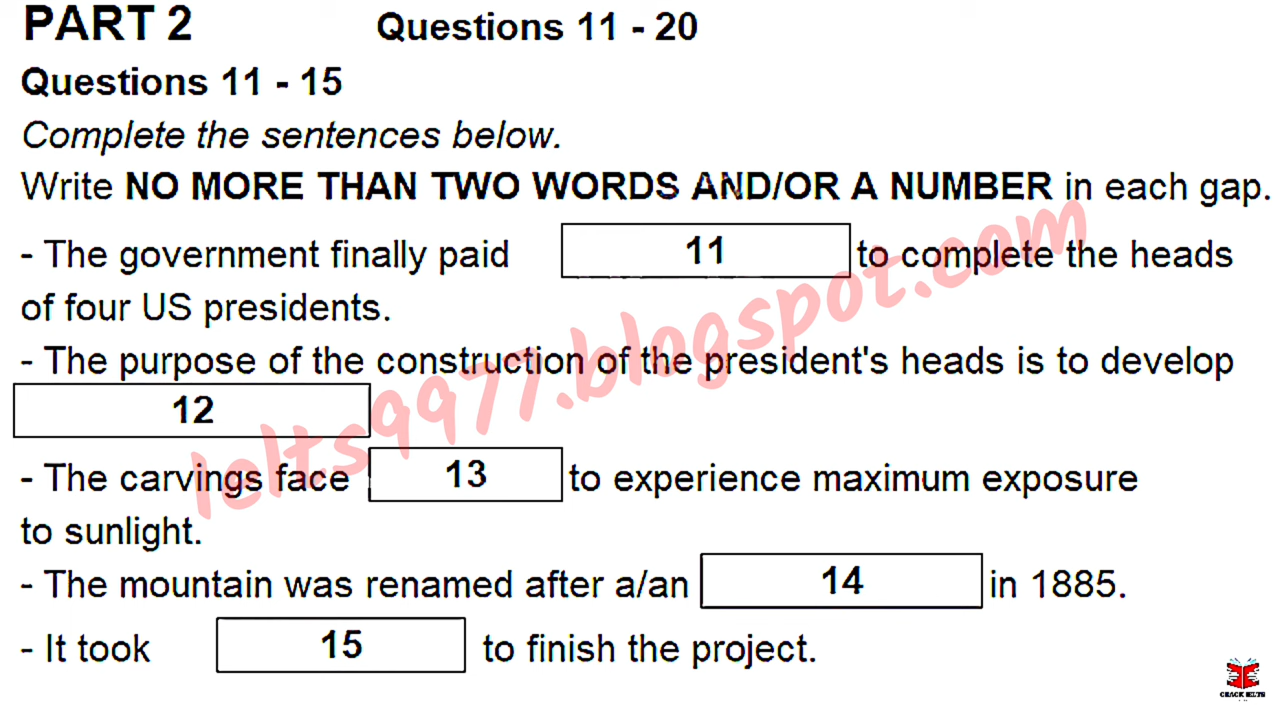 PART 2 Questions 11 - 20
Questions 11 - 15
Complete the sentences below.
Write NO MORE THAN TWO WORDS AND/OR A NUMBER in each gap.
- The government finally paid 11 to complete the heads
of four US presidents.
- The purpose of the construction of the president's heads is to develop
12
- The carvings face 13 to experience maximum exposure
to sunlight.
- The mountain was renamed after a/an 14 in 1885.
- It took 15 to finish the project.
Ielts9977.blogspot.com
CRACK IELTS